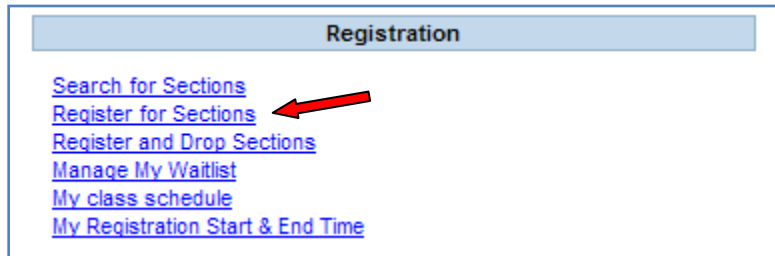 Registration
Search for Sections
Register for Sections
Register and Drop Sections
Manage My Waitlist
My class schedule
My Registration Start & End Time